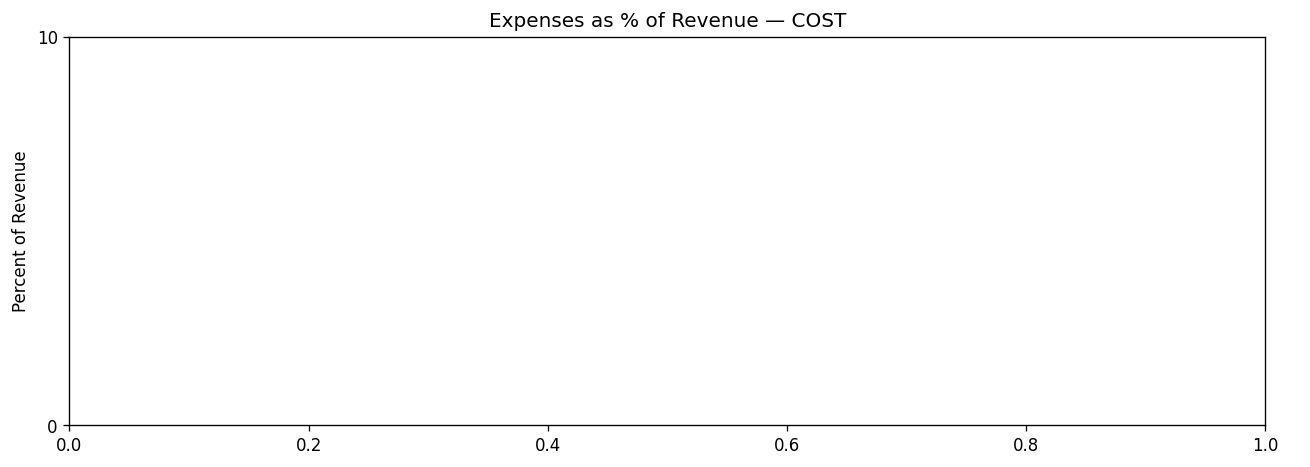 Expenses as % of Revenue — COST
10
Percent of Revenue
0
0.0 0.2 0.4 0.6 0.8 1.0